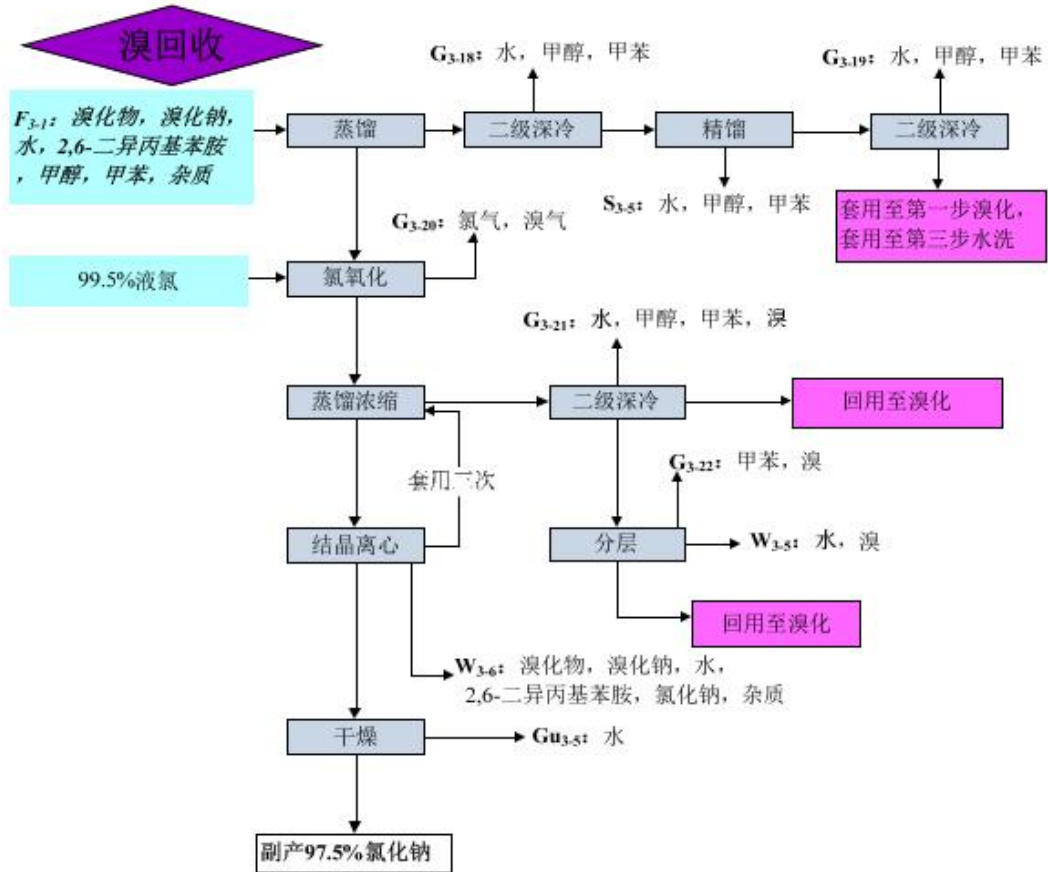 溴回收
G3-18：水，甲醇，甲苯
G3-19：水，甲醇，甲苯
F3-1：溴化物，溴化钠，
水，2,6-二异丙基苯胺
，甲醇，甲苯，杂质
蒸馏
二级深冷
精馏
二级深冷
S3-5：水，甲醇，甲苯
套用至第一步溴化，
套用至第三步水洗
G3-20：氯气，溴气
99.5%液氯
氯氧化
G3-21：水，甲醇，甲苯，溴
蒸馏浓缩
二级深冷
回用至溴化
G3-22：甲苯，溴
套用三次
结晶离心
分层
W3-5：水，溴
回用至溴化
W3-6：溴化物，溴化钠，水，
2,6-二异丙基苯胺，氯化钠，杂质
干燥
Gu3-5：水
副产97.5%氯化钠